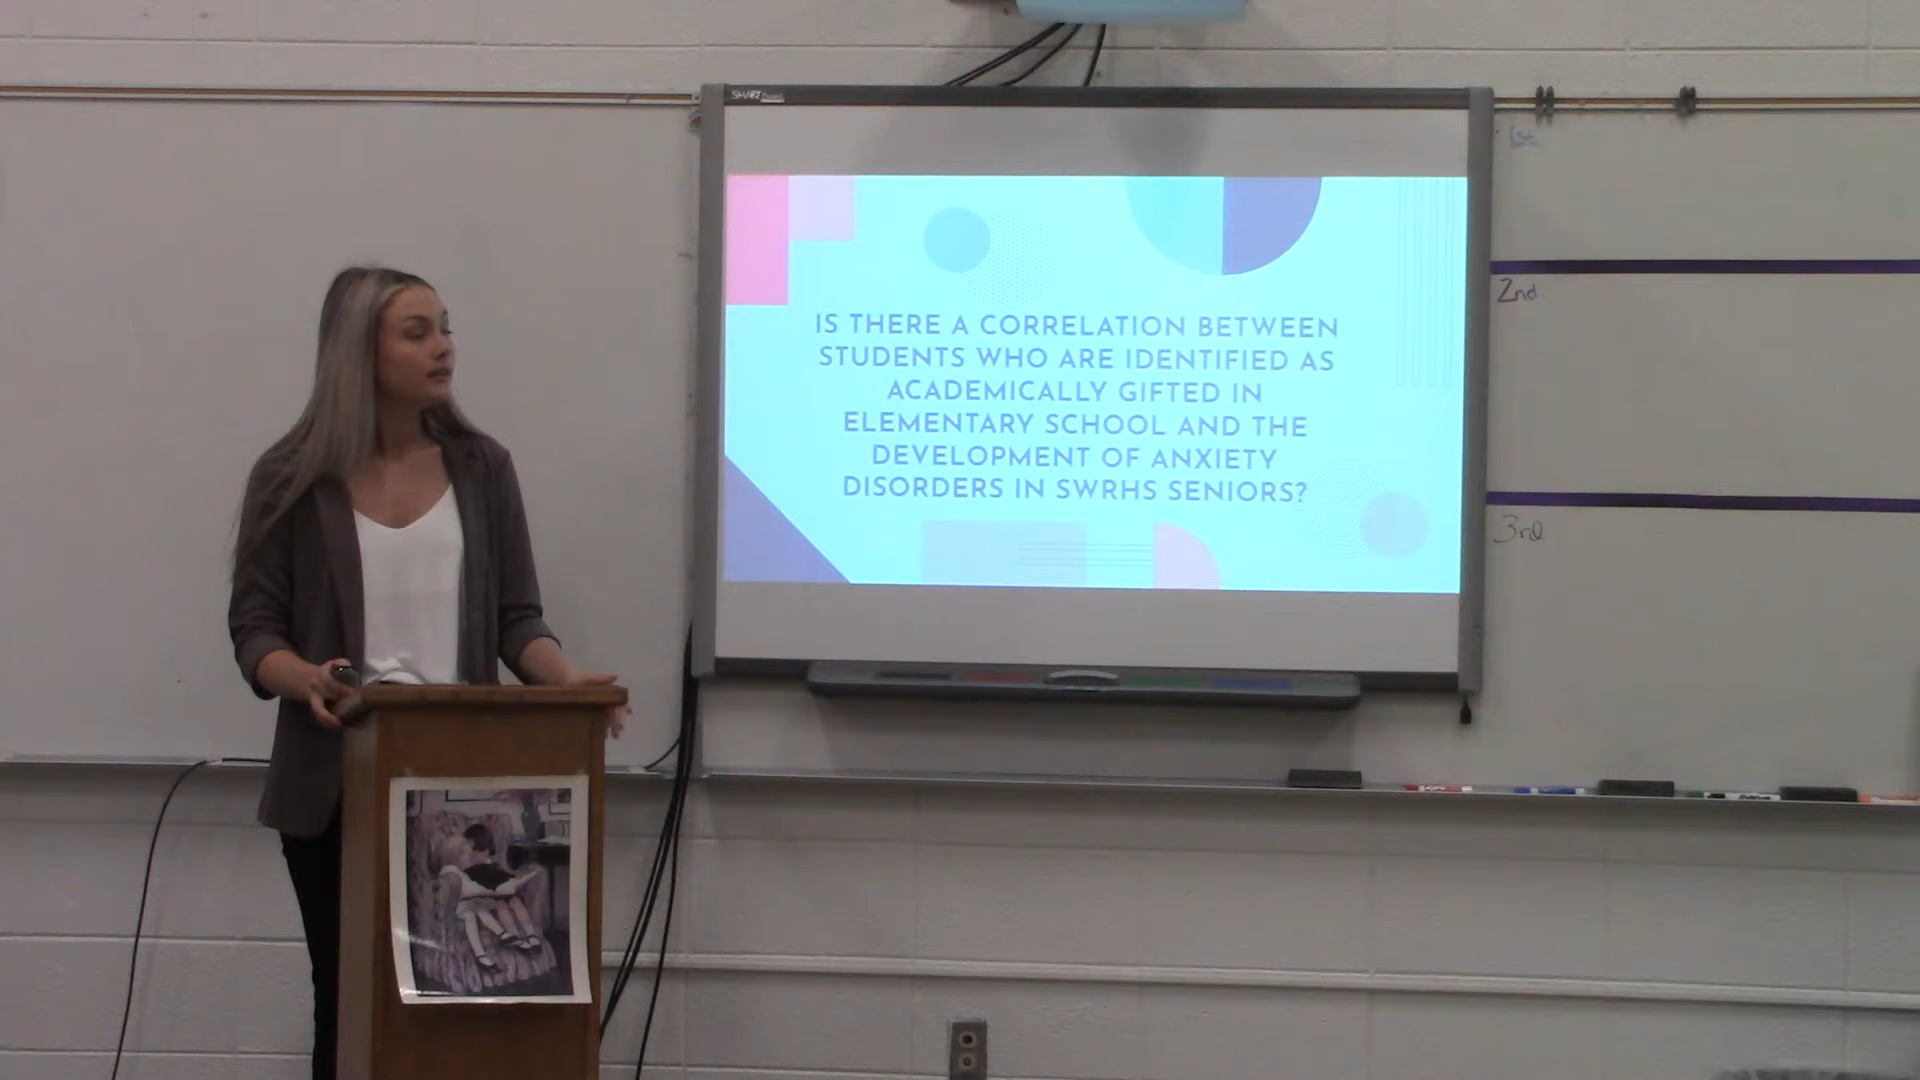 SMART
IS THERE A CORRELATION BETWEEN
STUDENTS WHO ARE IDENTIFIED AS
ACADEMICALLY GIFTED IN
ELEMENTARY SCHOOL AND THE
DEVELOPMENT OF ANXIETY
DISORDERS IN SWRHS SENIORS?
2nd
3rd